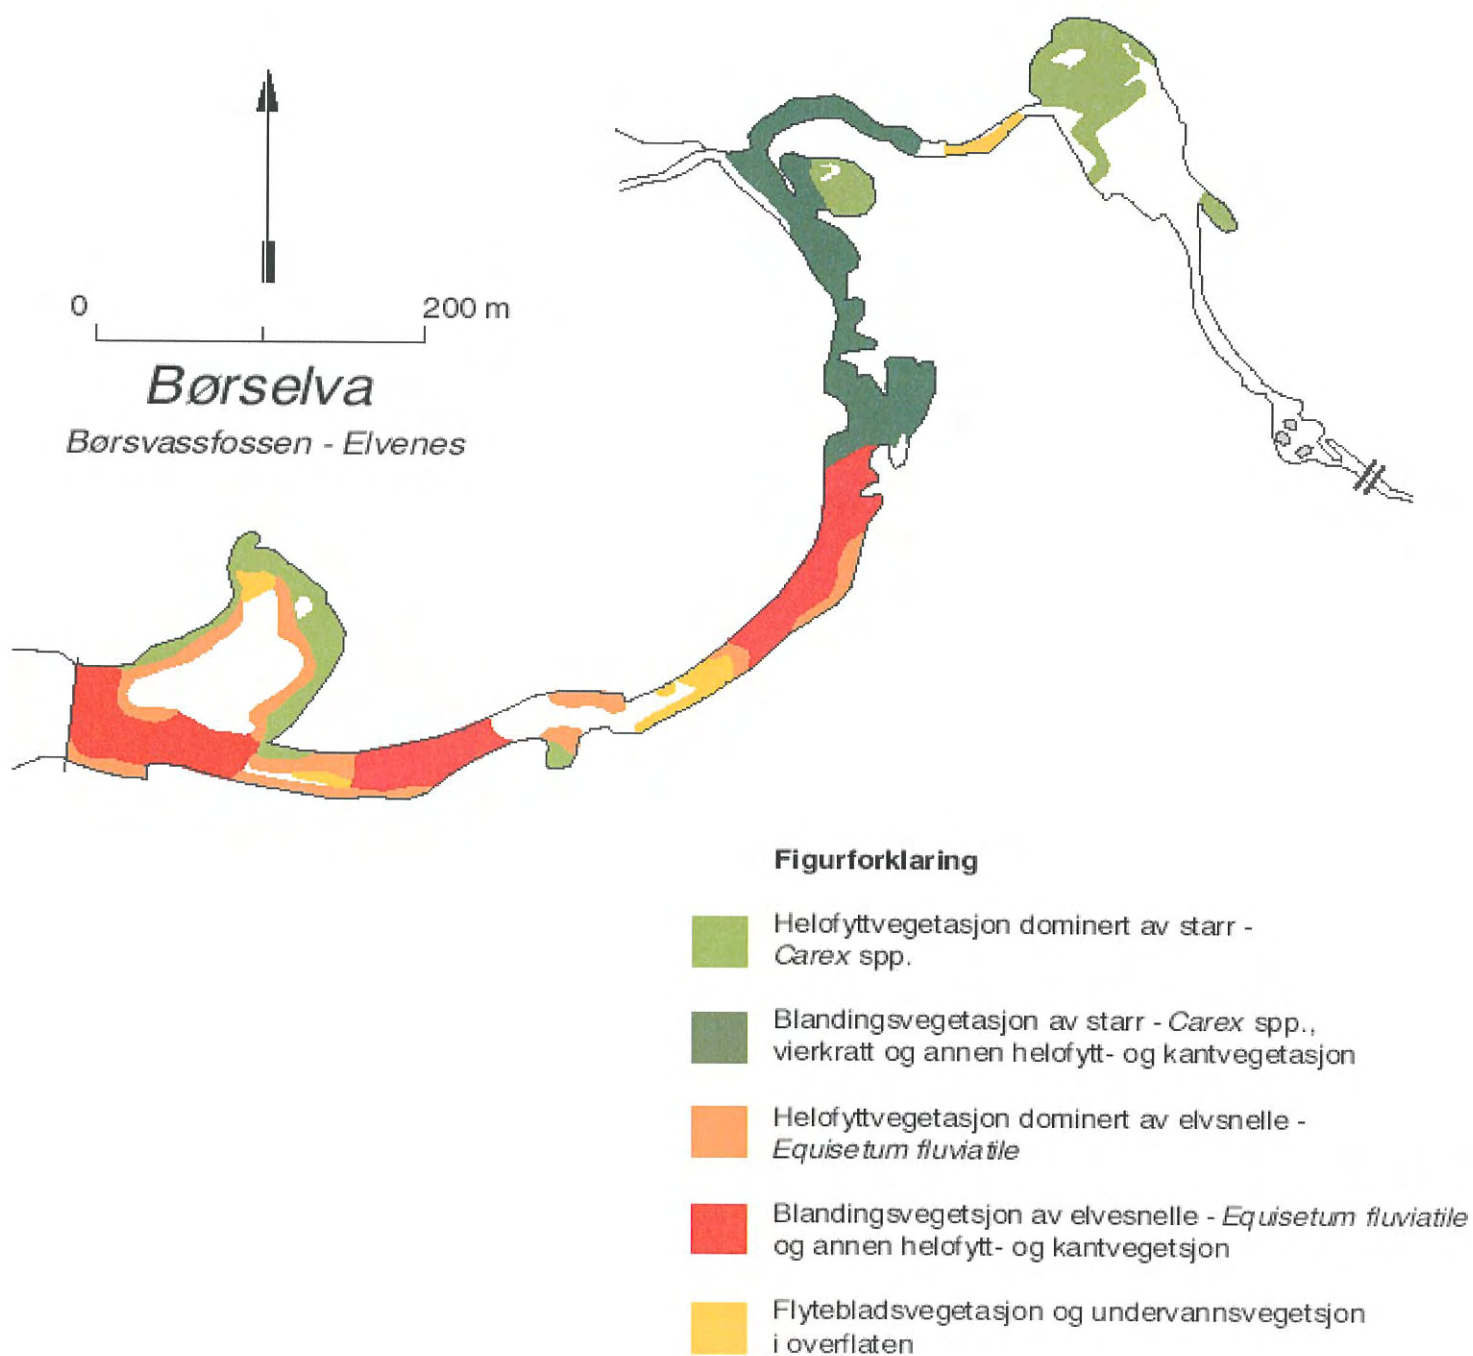 0 200 m
Børselva
Børsvassfossen - Elvenes
Figurforklaring
Helofyttvegetasjon dominert av starr -
Carex spp.
Blandingsvegetasjon av starr - Carex spp.,
vierkratt og annen helofytt- og kantvegetasjon
Helofyttvegetasjon dominert av elvsnelle -
Equisetum fluviatile
Blandingsvegetsjon av elvesnelle - Equisetum fluviatile
og annen helofytt- og kantvegetsjon
Flytebladsvegetasjon og undervannsvegetsjon
i overflaten